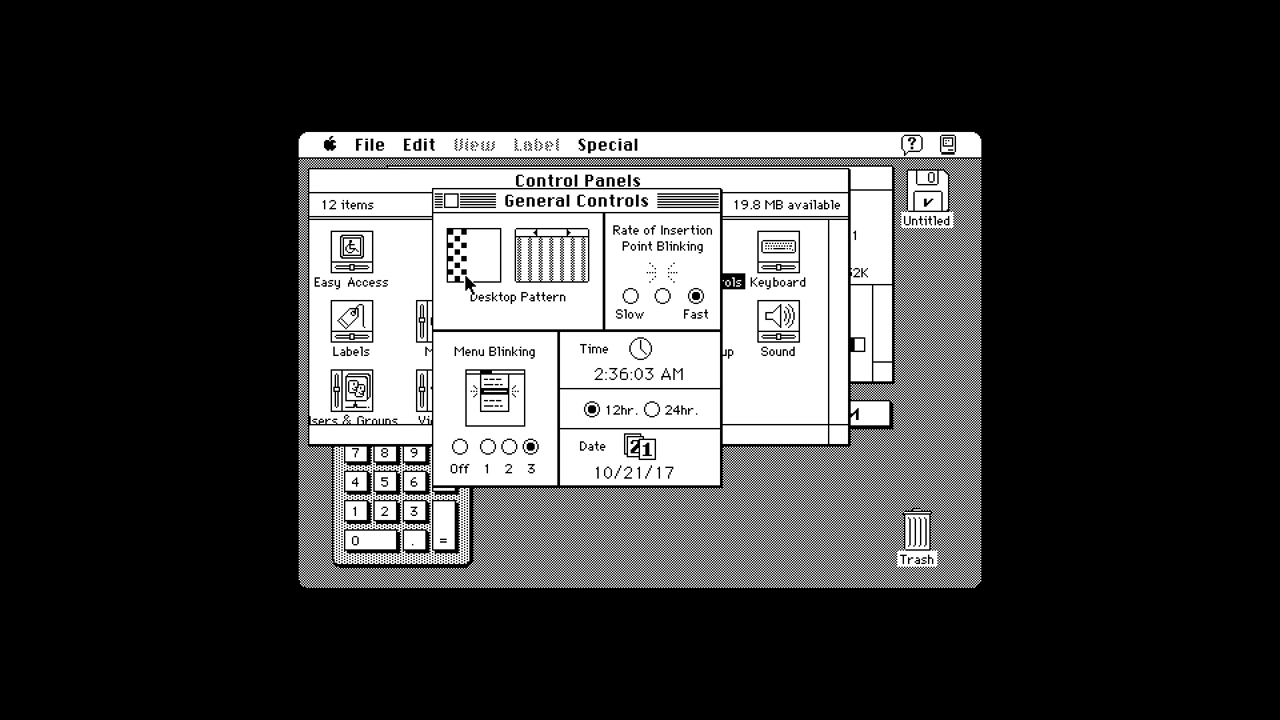 File Edit View Label Special
Control Panels
12 items
19.8 MB available
General Controls
Rate of Insertion
Point Blinking
Slow Fast
Desktop Pattern
Menu Blinking
Off 1 2 3
Time
2:36:03 AM
12hr. 24hr.
Date
21
10/21/17
Easy Access
Labels
Keyboard
Sound
0
Untitled
7 8 9
4 5 6
1 2 3
0 . =
Trash